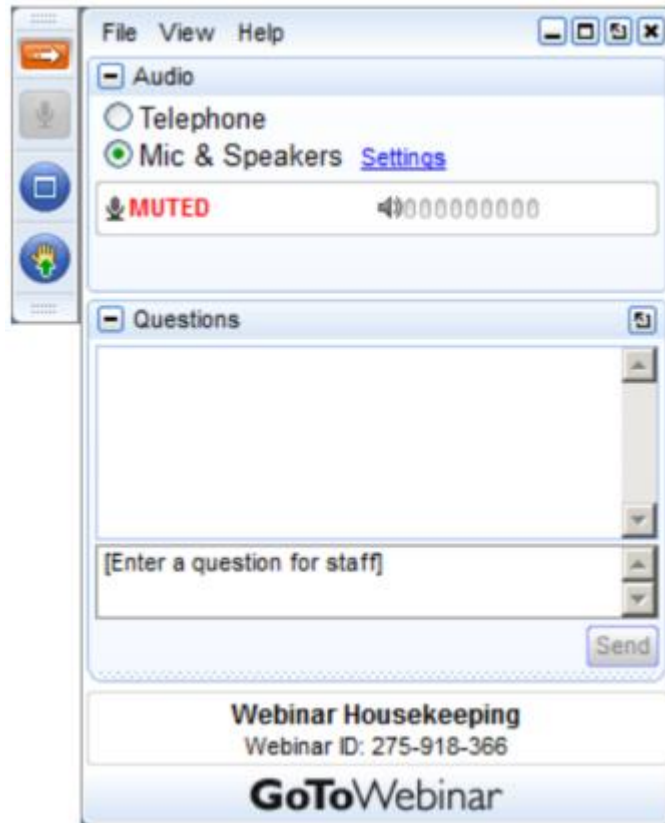 File View Help
Audio
Telephone
Mic & Speakers Settings
MUTED
Questions
[Enter a question for staff]
Send
Webinar Housekeeping
Webinar ID: 275-918-366
GoToWebinar